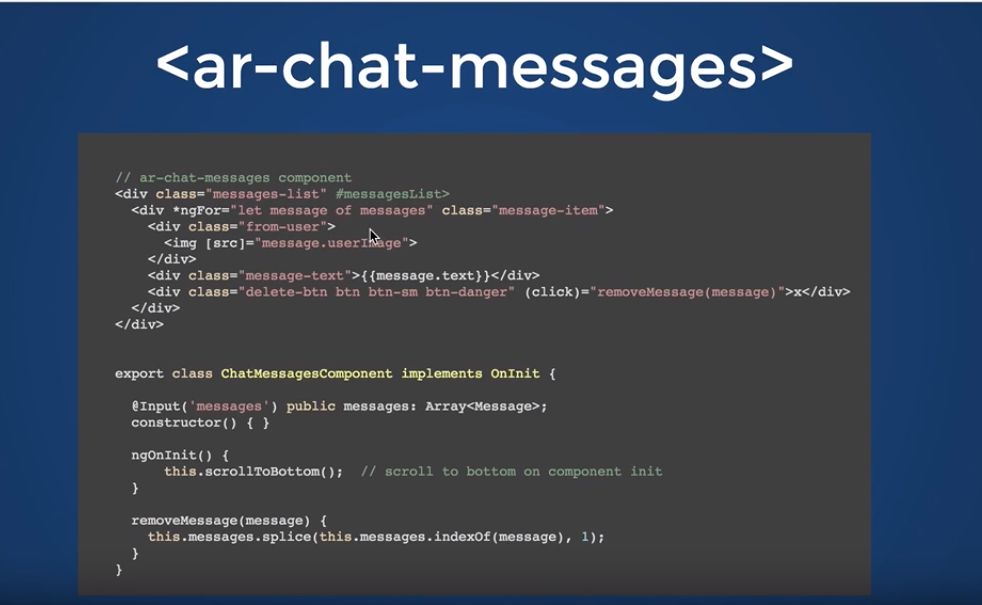 <ar-chat-messages>
// ar-chat-messages component
<div class="messages-list" #messagesList>
<div *ngFor="let message of messages" class="message-item">
<div class="from-user">
<img [src]="message.userImage">
</div>
<div class="message-text">{{message.text}}</div>
<div class="delete-btn btn btn-sm btn-danger" (click)="removeMessage(message)">x</div>
</div>
</div>
export class ChatMessagesComponent implements OnInit {
@Input('messages') public messages: Array<Message>;
constructor() { }
ngOnInit() {
this.scrollToBottom();  // scroll to bottom on component init
}
removeMessage(message) {
this.messages.splice(this.messages.indexOf(message), 1);
}
}